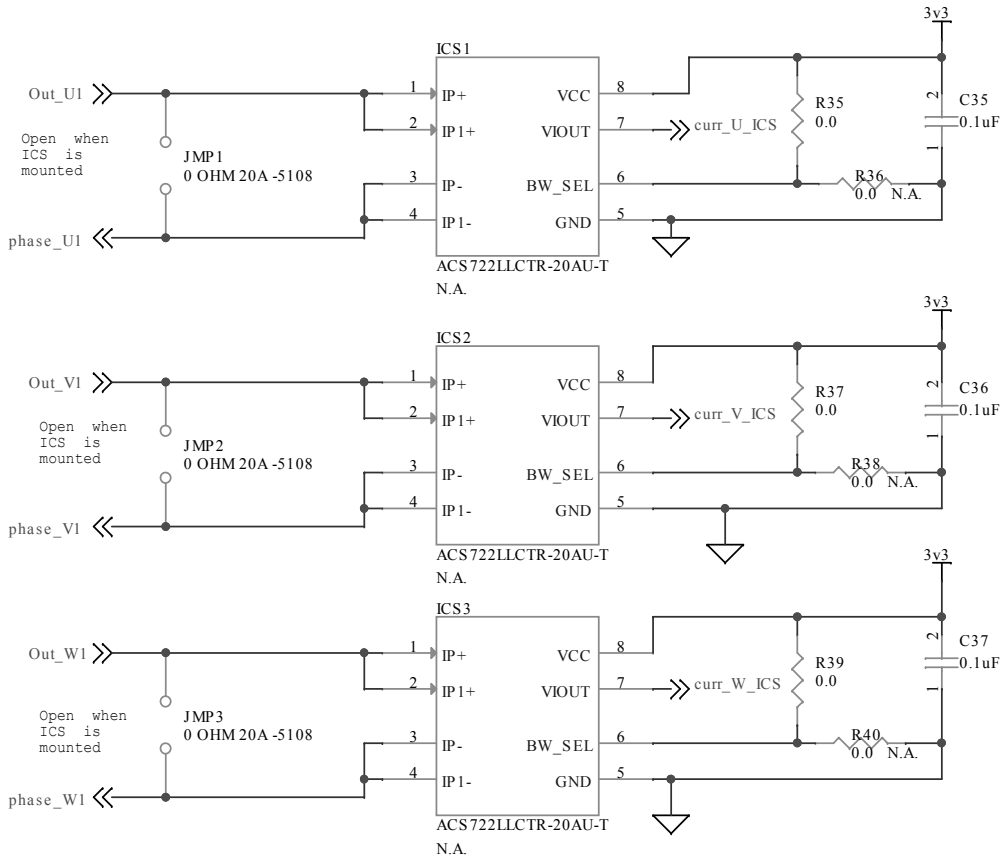 3v3
ICS1
Out_U1
1 IP+
2 IP1+
3 IP-
4 IP1-
VCC 8
VIOUT 7
BW_SEL 6
GND 5
curr_U_ICS
R35
0.0
R36
0.0 N.A.
2
C35
0.1uF
1
Open when
ICS is
mounted
JMP1
0 OHM 20A -5108
phase_U1
ACS722LLCTR-20AU-T
N.A.
3v3
ICS2
Out_V1
1 IP+
2 IP1+
3 IP-
4 IP1-
VCC 8
VIOUT 7
BW_SEL 6
GND 5
curr_V_ICS
R37
0.0
R38
0.0 N.A.
2
C36
0.1uF
1
Open when
ICS is
mounted
JMP2
0 OHM 20A -5108
phase_V1
ACS722LLCTR-20AU-T
N.A.
3v3
ICS3
Out_W1
1 IP+
2 IP1+
3 IP-
4 IP1-
VCC 8
VIOUT 7
BW_SEL 6
GND 5
curr_W_ICS
R39
0.0
R40
0.0 N.A.
2
C37
0.1uF
1
Open when
ICS is
mounted
JMP3
0 OHM 20A -5108
phase_W1
ACS722LLCTR-20AU-T
N.A.